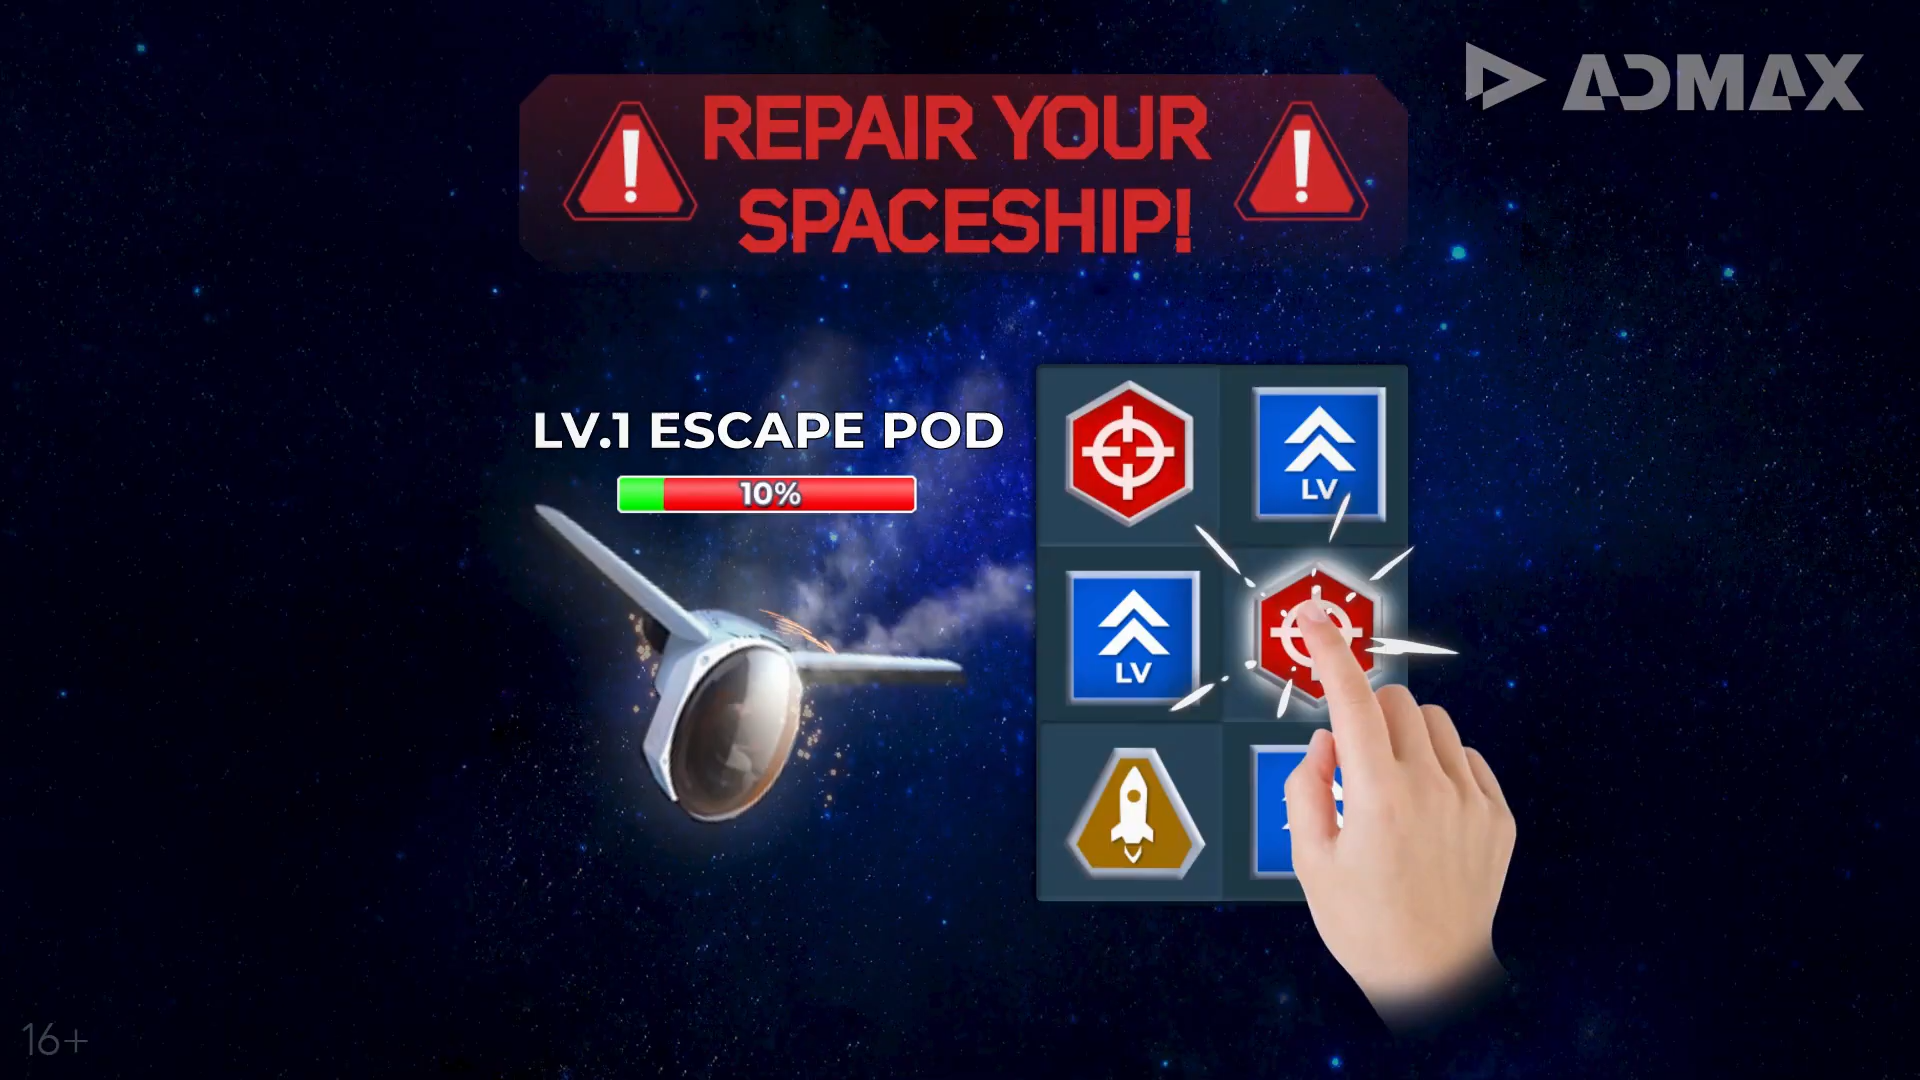 ADMAX
REPAIR YOUR
SPACESHIP!
LV.1 ESCAPE POD
10%
LV
LV
16+